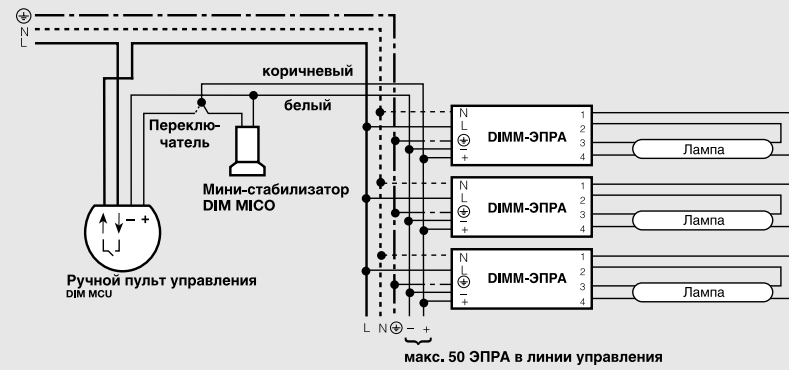 N
L
коричневый
белый
Переклю-
чатель
Мини-стабилизатор
DIM MICO
– +
Ручной пульт управления
DIM MCU
N
L
–
+
DIMM-ЭПРА
1
2
3
4
Лампа
N
L
–
+
DIMM-ЭПРА
1
2
3
4
Лампа
N
L
–
+
DIMM-ЭПРА
1
2
3
4
Лампа
L N – +
макс. 50 ЭПРА в линии управления